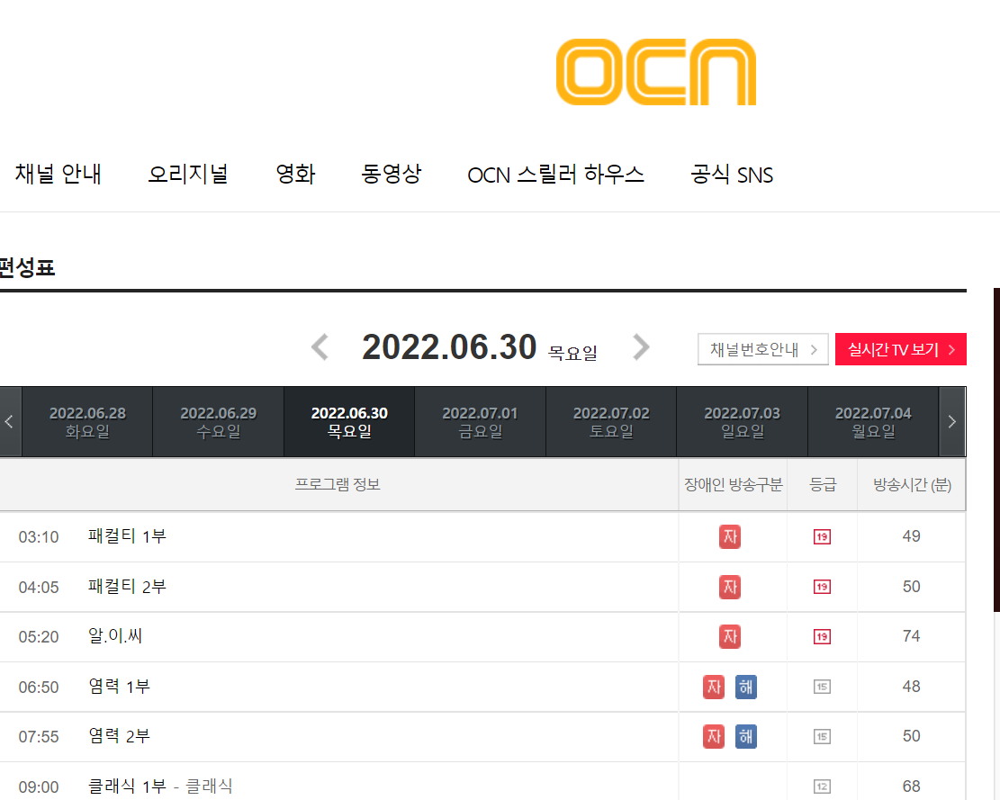 OCN
채널 안내 오리지널 영화 동영상 OCN 스릴러 하우스 공식 SNS
편성표
2022.06.30 목요일 채널번호안내 실시간 TV 보기
2022.06.28 2022.06.29 2022.06.30 2022.07.01 2022.07.02 2022.07.03 2022.07.04
화요일 수요일 목요일 금요일 토요일 일요일 월요일
프로그램 정보 장애인 방송구분 등급 방송시간 (분)
03:10 패컬티 1부 자 19 49
04:05 패컬티 2부 자 19 50
05:20 알.이.씨 자 19 74
06:50 염력 1부 자 해 15 48
07:55 염력 2부 자 해 15 50
09:00 클래식 1부 - 클래식 12 68